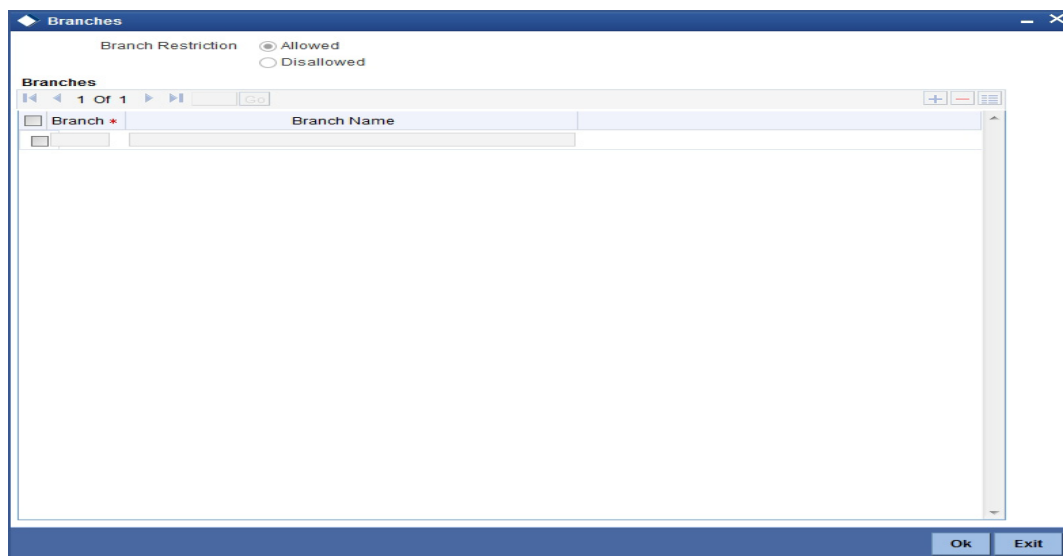 Branches
Branch Restriction Allowed
Disallowed
Branches
1 Of 1 Go
Branch * Branch Name
Ok Exit